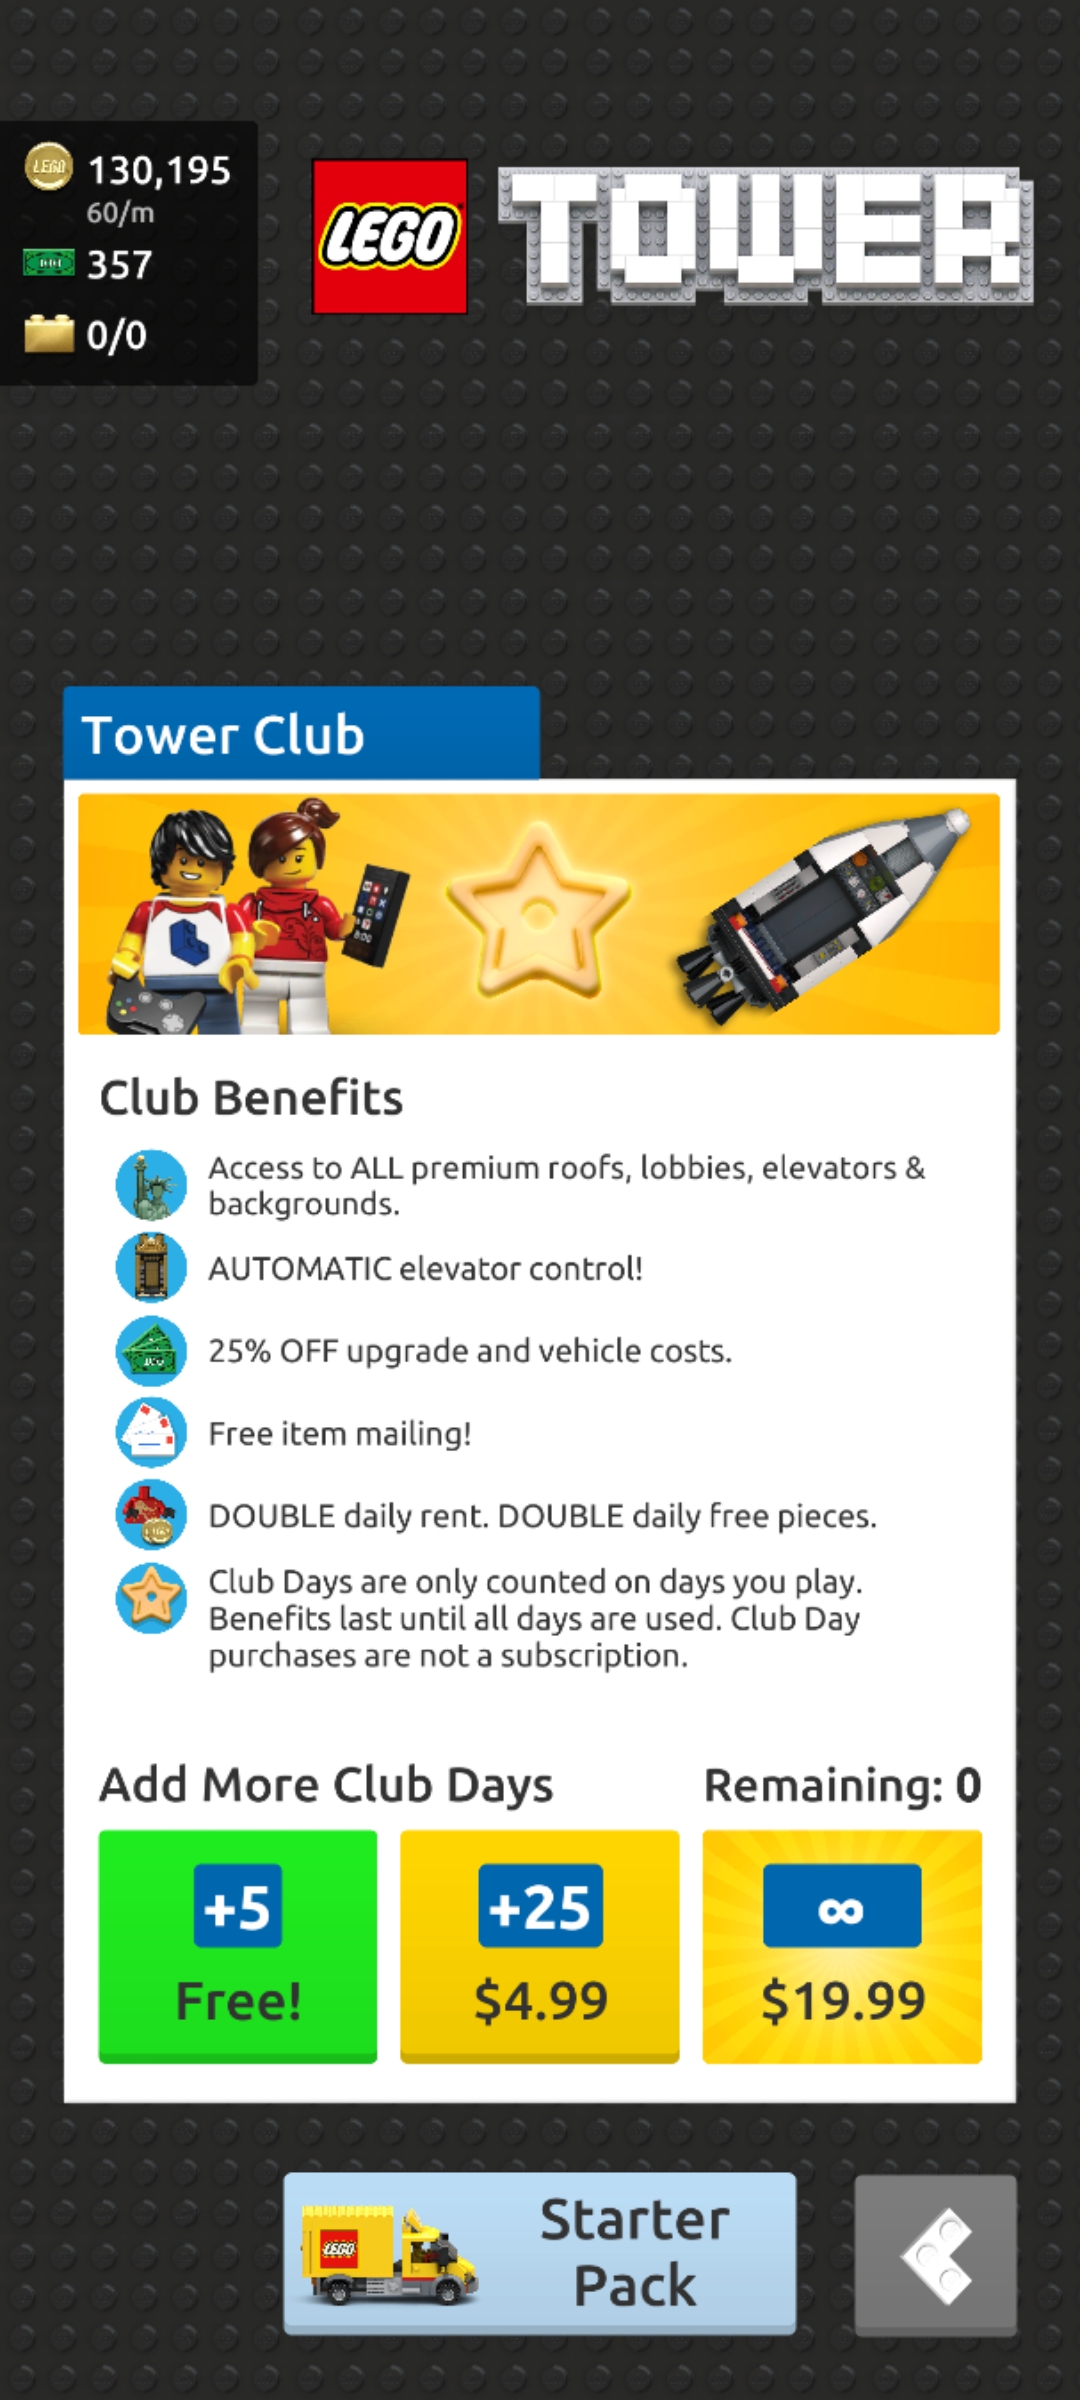 LEGO 130,195
60/m
357
0/0
LEGO TOWER
Tower Club
Club Benefits
Access to ALL premium roofs, lobbies, elevators &
backgrounds.
AUTOMATIC elevator control!
25% OFF upgrade and vehicle costs.
Free item mailing!
DOUBLE daily rent. DOUBLE daily free pieces.
Club Days are only counted on days you play.
Benefits last until all days are used. Club Day
purchases are not a subscription.
Add More Club Days
Remaining: 0
+5
Free!
+25
$4.99
∞
$19.99
LEGO
Starter
Pack